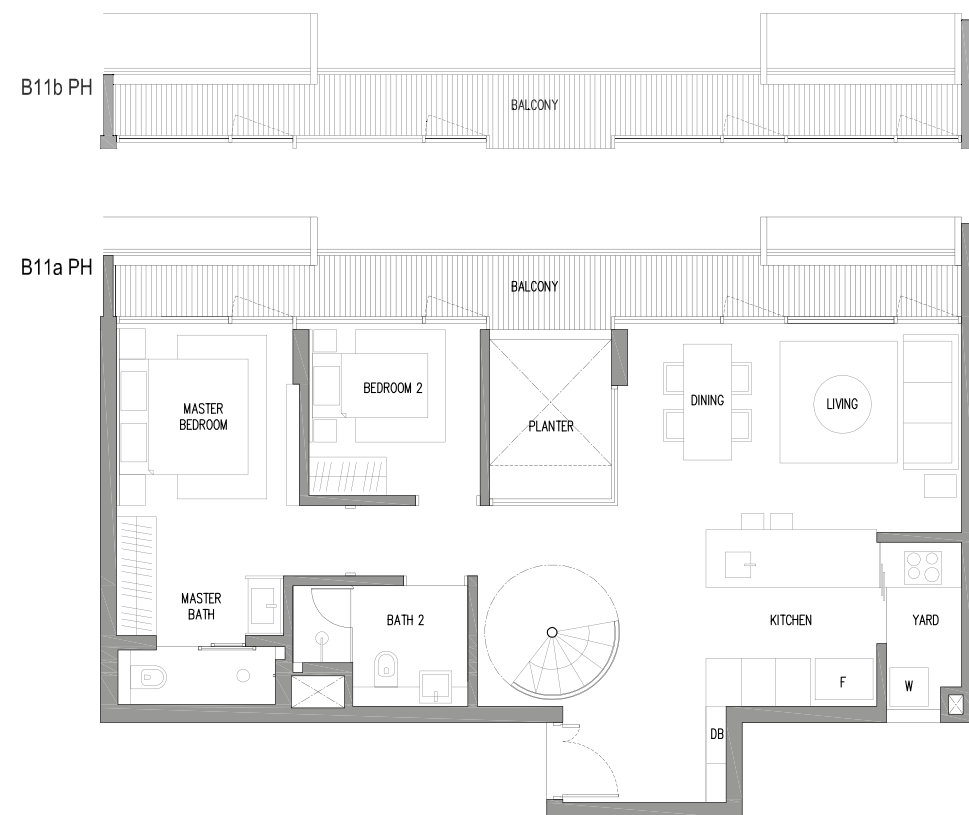 B11b PH
BALCONY
B11a PH
BALCONY
MASTER
BEDROOM
BEDROOM 2
PLANTER
DINING
LIVING
MASTER
BATH
BATH 2
KITCHEN
YARD
F
W
DB